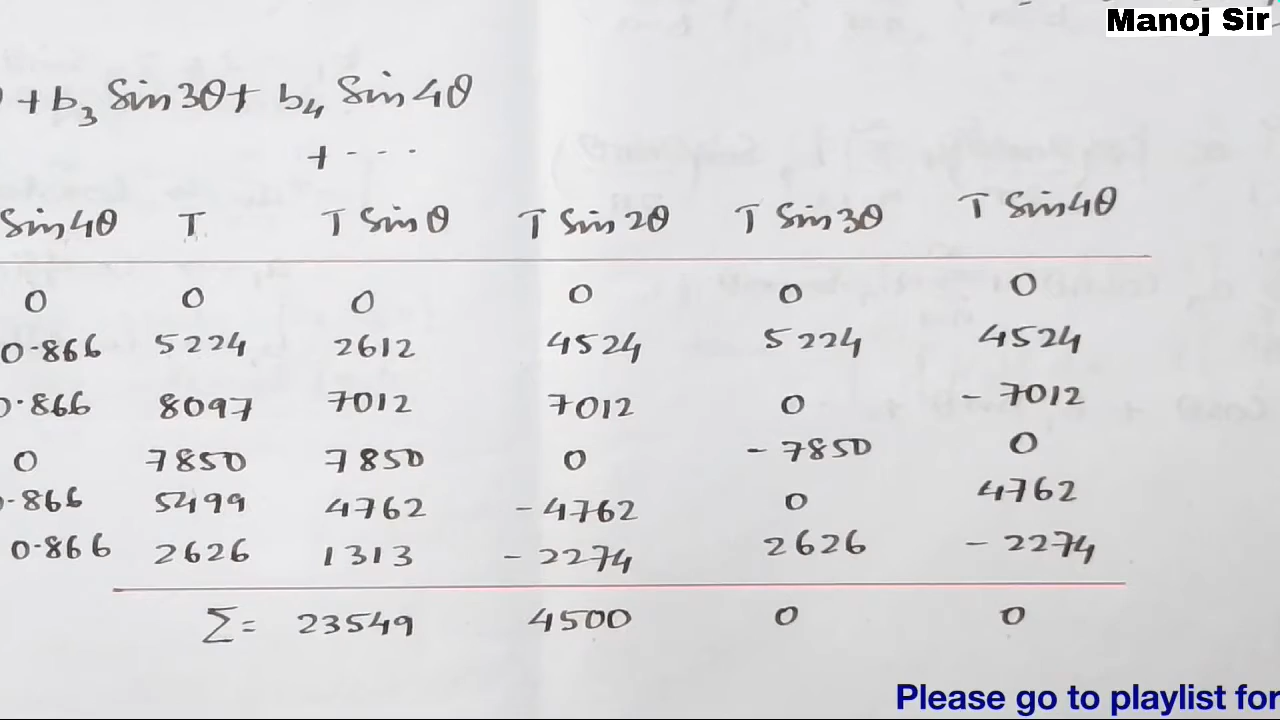 Manoj Sir
θ + b₃ Sin3θ + b₄ Sin4θ
+ - - -
Sin4θ T T Sinθ T Sin2θ T Sin3θ T Sin4θ
0 0 0 0 0 0
0.866 5224 2612 4524 5224 4524
0.866 8097 7012 7012 0 - 7012
0 7850 7850 0 - 7850 0
0.866 5499 4762 - 4762 0 4762
0.866 2626 1313 - 2274 2626 - 2274
Σ = 23549 4500 0 0
Please go to playlist for